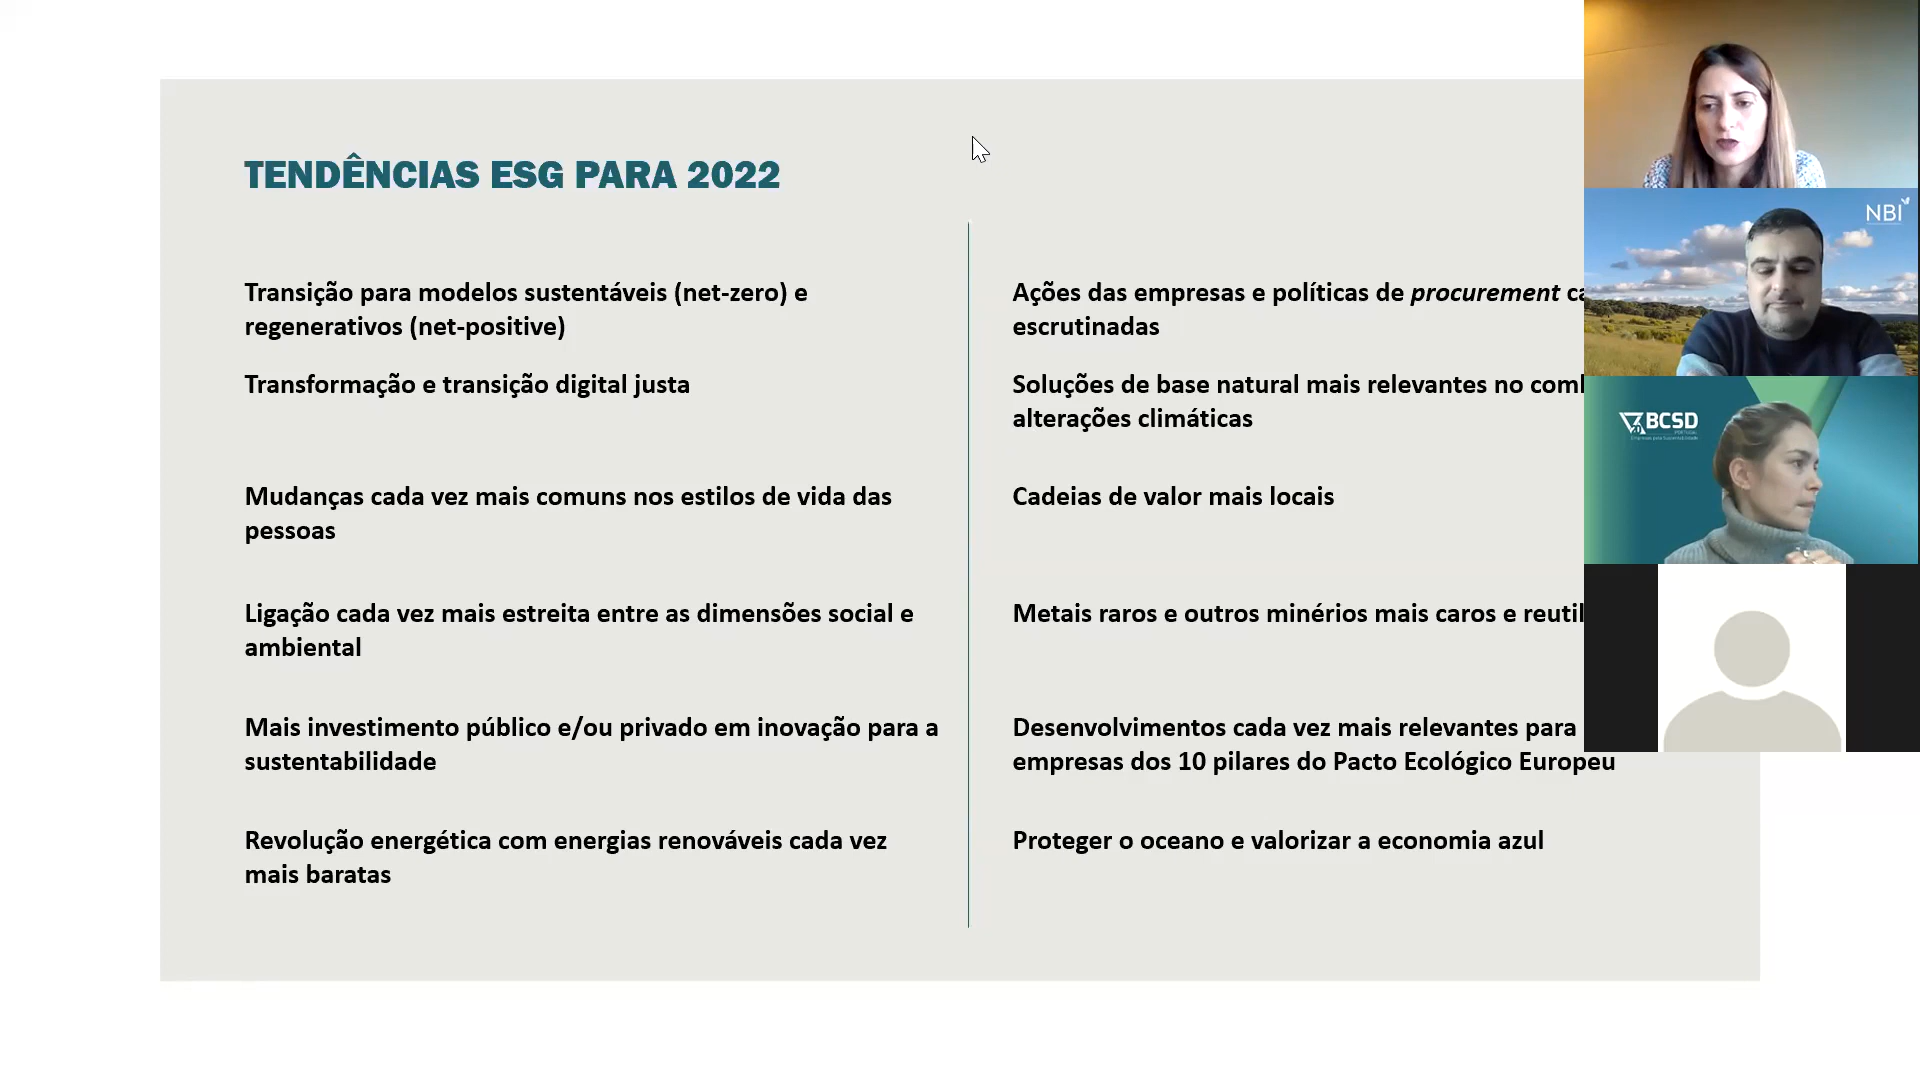 TENDÊNCIAS ESG PARA 2022
Transição para modelos sustentáveis (net-zero) e
regenerativos (net-positive)
Transformação e transição digital justa
Mudanças cada vez mais comuns nos estilos de vida das
pessoas
Ligação cada vez mais estreita entre as dimensões social e
ambiental
Mais investimento público e/ou privado em inovação para a
sustentabilidade
Revolução energética com energias renováveis cada vez
mais baratas
Ações das empresas e políticas de procurement
escrutinadas
Soluções de base natural mais relevantes no
alterações climáticas
Cadeias de valor mais locais
Metais raros e outros minérios mais caros e
Desenvolvimentos cada vez mais relevantes para
empresas dos 10 pilares do Pacto Ecológico Europeu
Proteger o oceano e valorizar a economia azul
NBI
BCSD